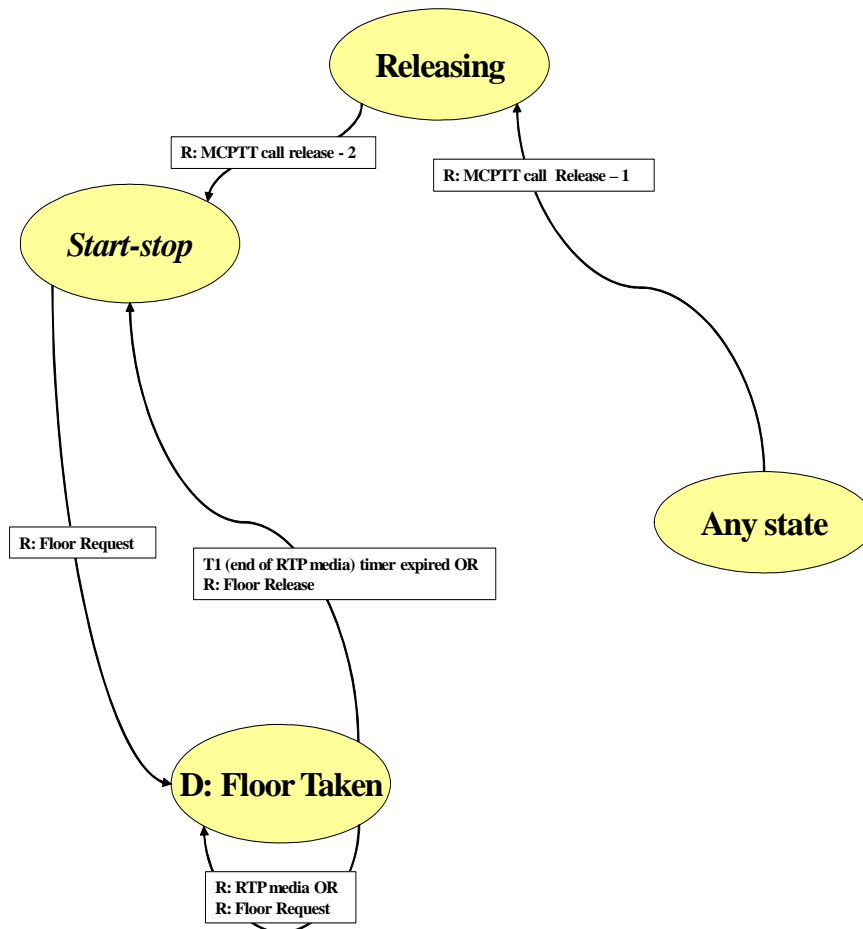 Releasing
R: MCPTT call release - 2
R: MCPTT call Release – 1
Start-stop
R: Floor Request
T1 (end of RTP media) timer expired OR
R: Floor Release
Any state
D: Floor Taken
R: RTP media OR
R: Floor Request